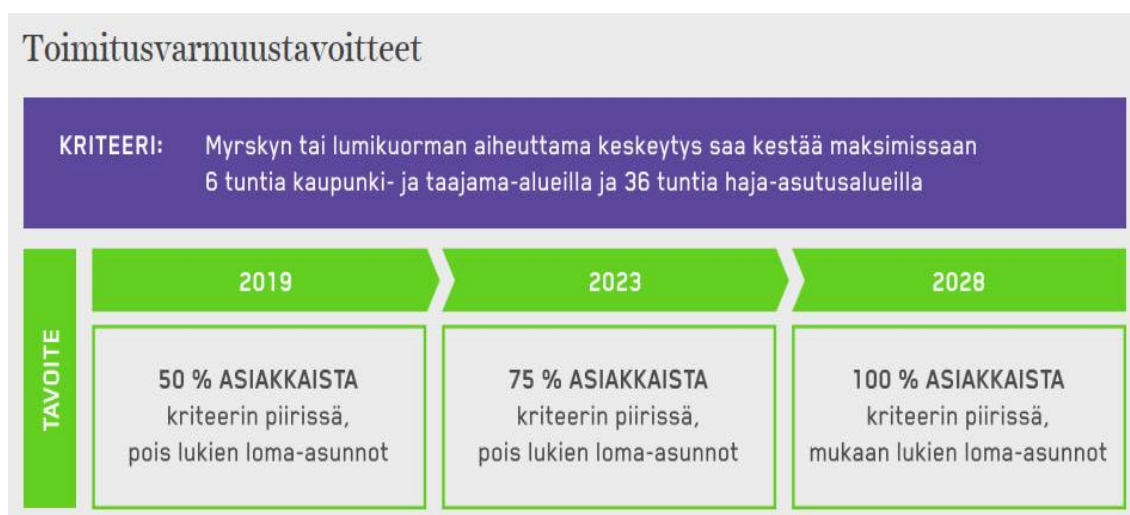 Toimitusvarmuustavoitteet
KRITEERI: Myrskyn tai lumikuorman aiheuttama keskeytys saa kestää maksimissaan
6 tuntia kaupunki- ja taajama-alueilla ja 36 tuntia haja-asutusalueilla
TAVOITE
2019
50 % ASIAKKAISTA
kriteerin piirissä,
pois lukien loma-asunnot
2023
75 % ASIAKKAISTA
kriteerin piirissä,
pois lukien loma-asunnot
2028
100 % ASIAKKAISTA
kriteerin piirissä,
mukaan lukien loma-asunnot